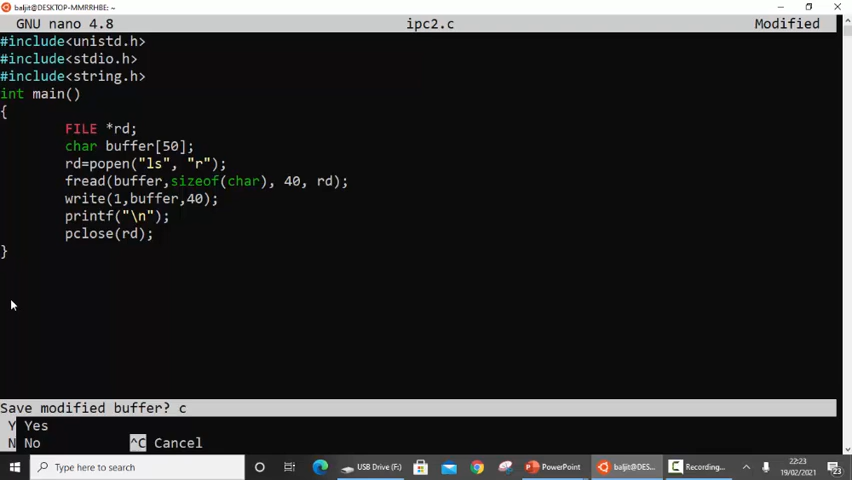 baljit@DESKTOP-MMRRHBE: ~
GNU nano 4.8 ipc2.c Modified
#include<unistd.h>
#include<stdio.h>
#include<string.h>
int main()
{
FILE *rd;
char buffer[50];
rd=popen("ls", "r");
fread(buffer,sizeof(char), 40, rd);
write(1,buffer,40);
printf("\n");
pclose(rd);
}
Save modified buffer? c
Y Yes
N No ^C Cancel
Type here to search USB Drive (F:) PowerPoint baljit@DES... Recording... 22:23
19/02/2021 23